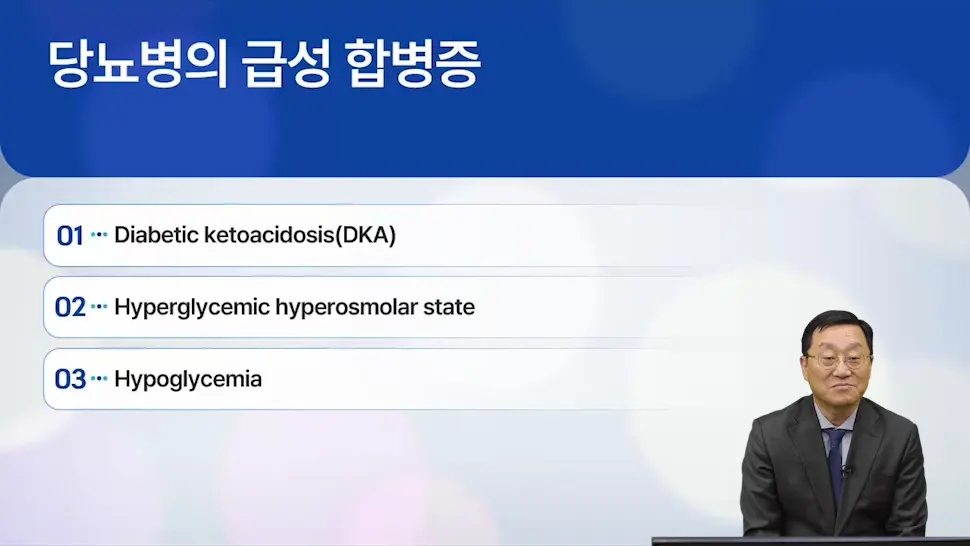 당뇨병의 급성 합병증
01 ··· Diabetic ketoacidosis(DKA)
02 ··· Hyperglycemic hyperosmolar state
03 ··· Hypoglycemia